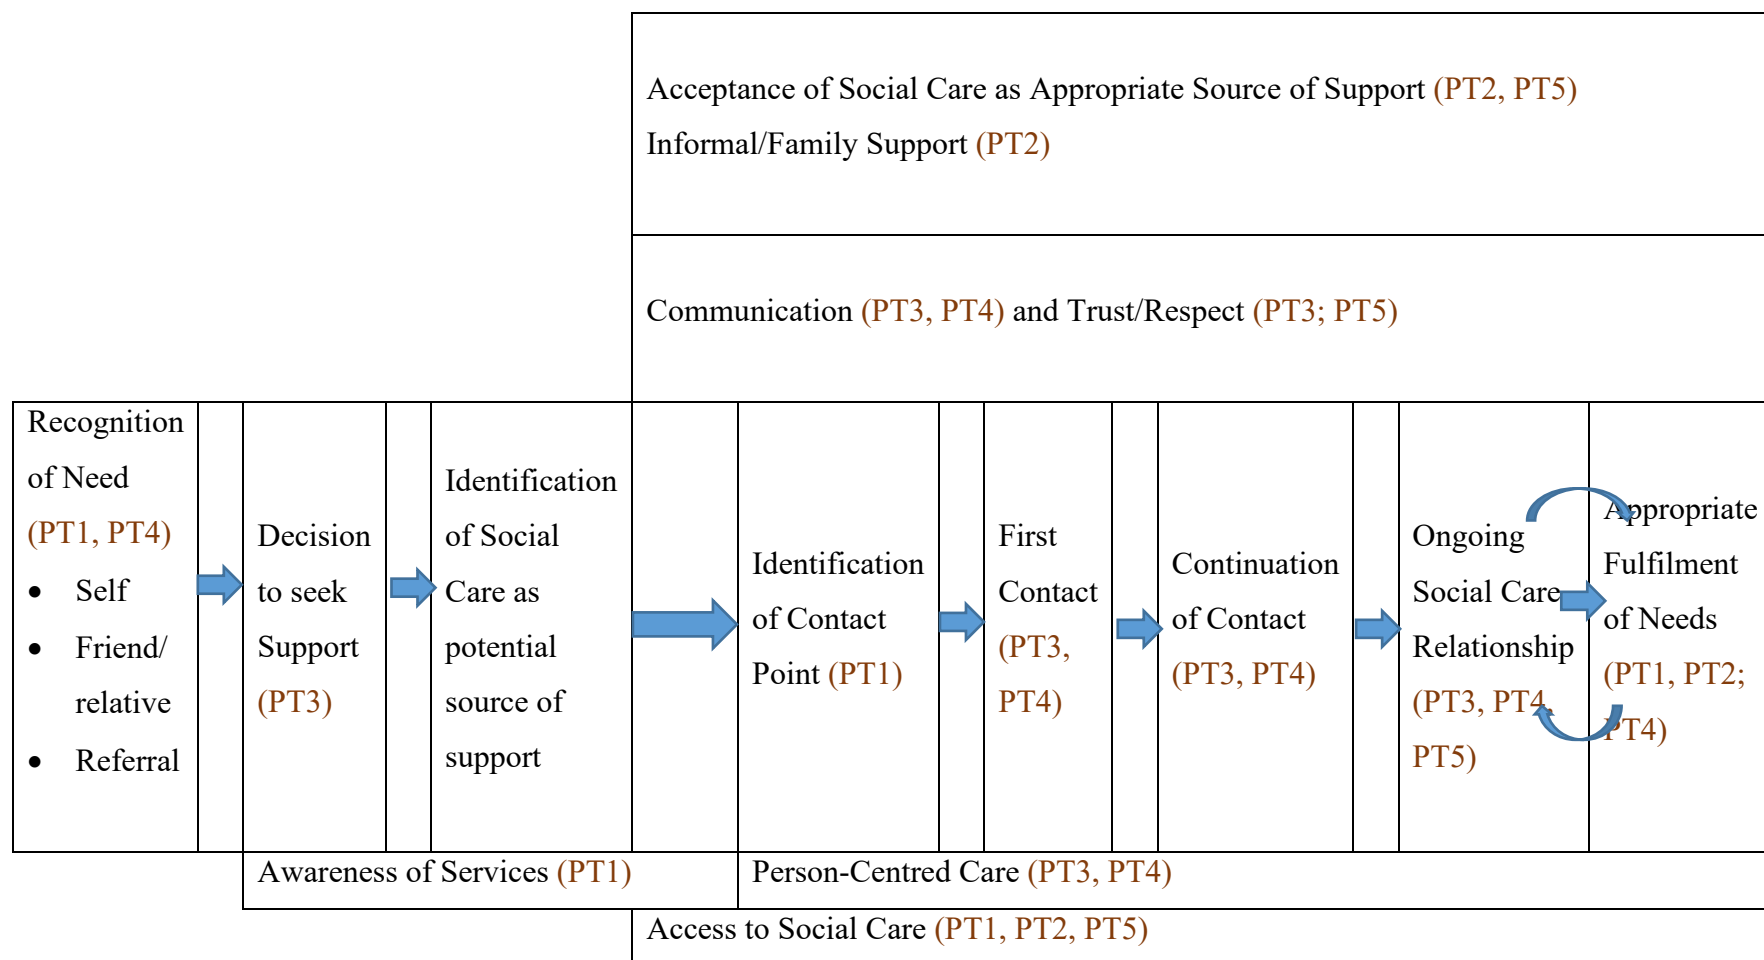 Acceptance of Social Care as Appropriate Source of Support (PT2, PT5)
Informal/Family Support (PT2)
Communication (PT3, PT4) and Trust/Respect (PT3; PT5)
Recognition
of Need
(PT1, PT4)
• Self
• Friend/
relative
• Referral
Decision
to seek
Support
(PT3)
Identification
of Social
Care as
potential
source of
support
Identification
of Contact
Point (PT1)
First
Contact
(PT3,
PT4)
Continuation
of Contact
(PT3, PT4)
Ongoing
Social Care
Relationship
(PT3, PT4,
PT5)
Appropriate
Fulfilment
of Needs
(PT1, PT2;
PT4)
Awareness of Services (PT1)
Person-Centred Care (PT3, PT4)
Access to Social Care (PT1, PT2, PT5)